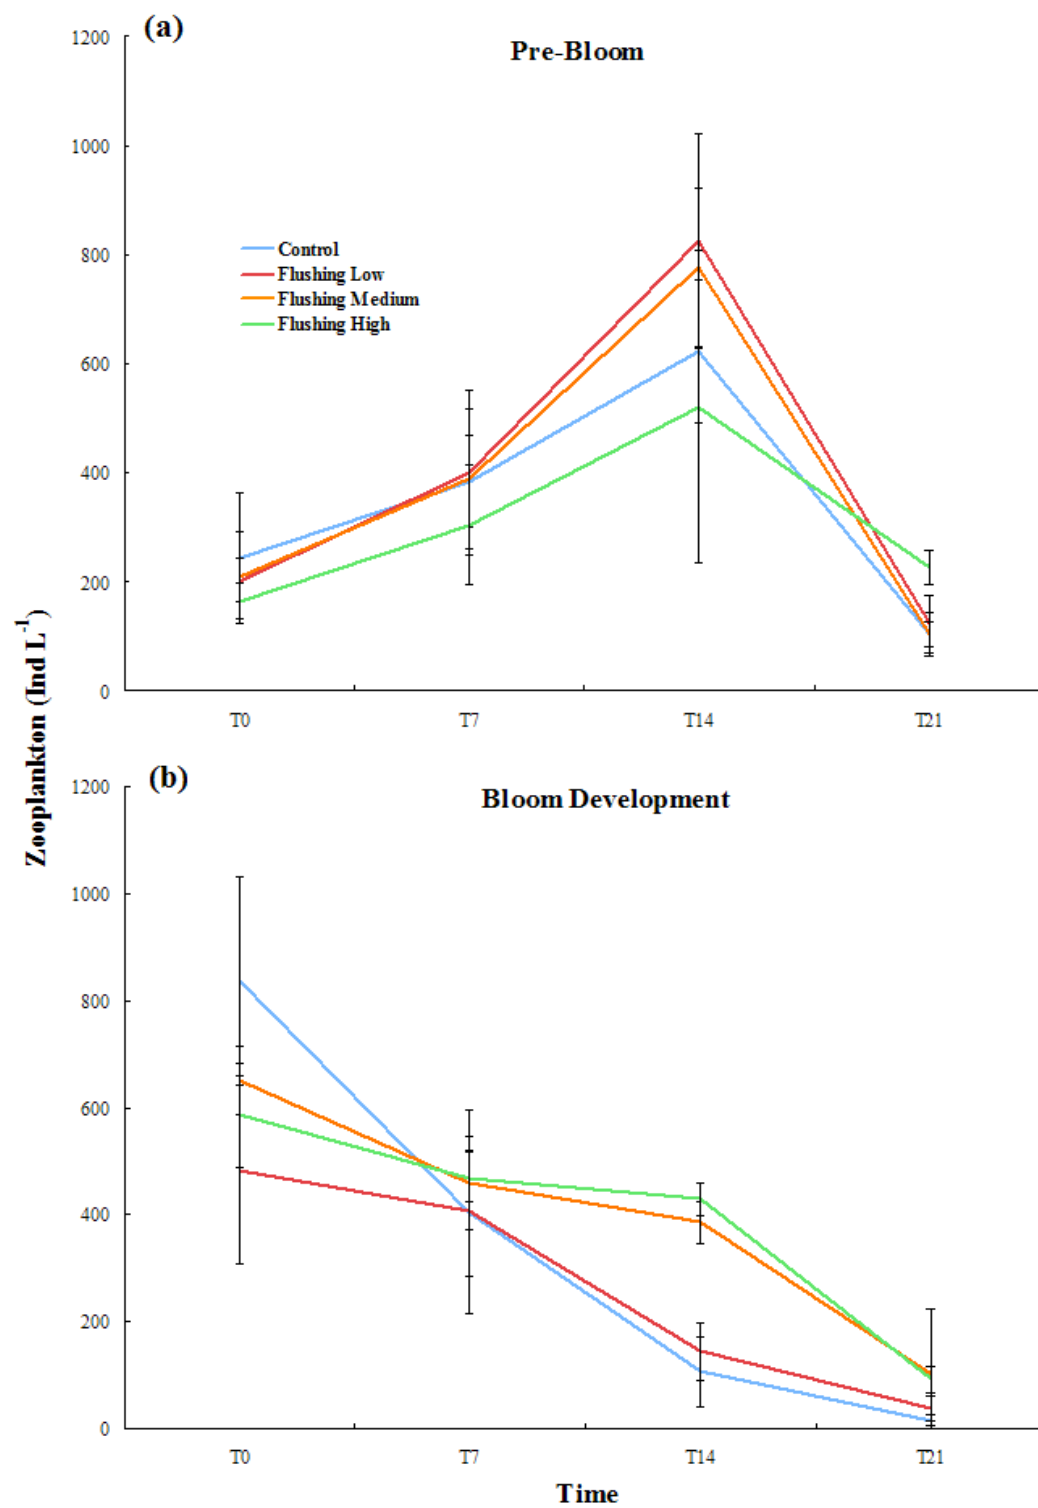 (a)
Pre-Bloom
1200
1000
800
600
400
200
0
Control
Flushing Low
Flushing Medium
Flushing High
T0 T7 T14 T21
Zooplankton (Ind L⁻¹)
(b)
Bloom Development
1200
1000
800
600
400
200
0
T0 T7 T14 T21
Time